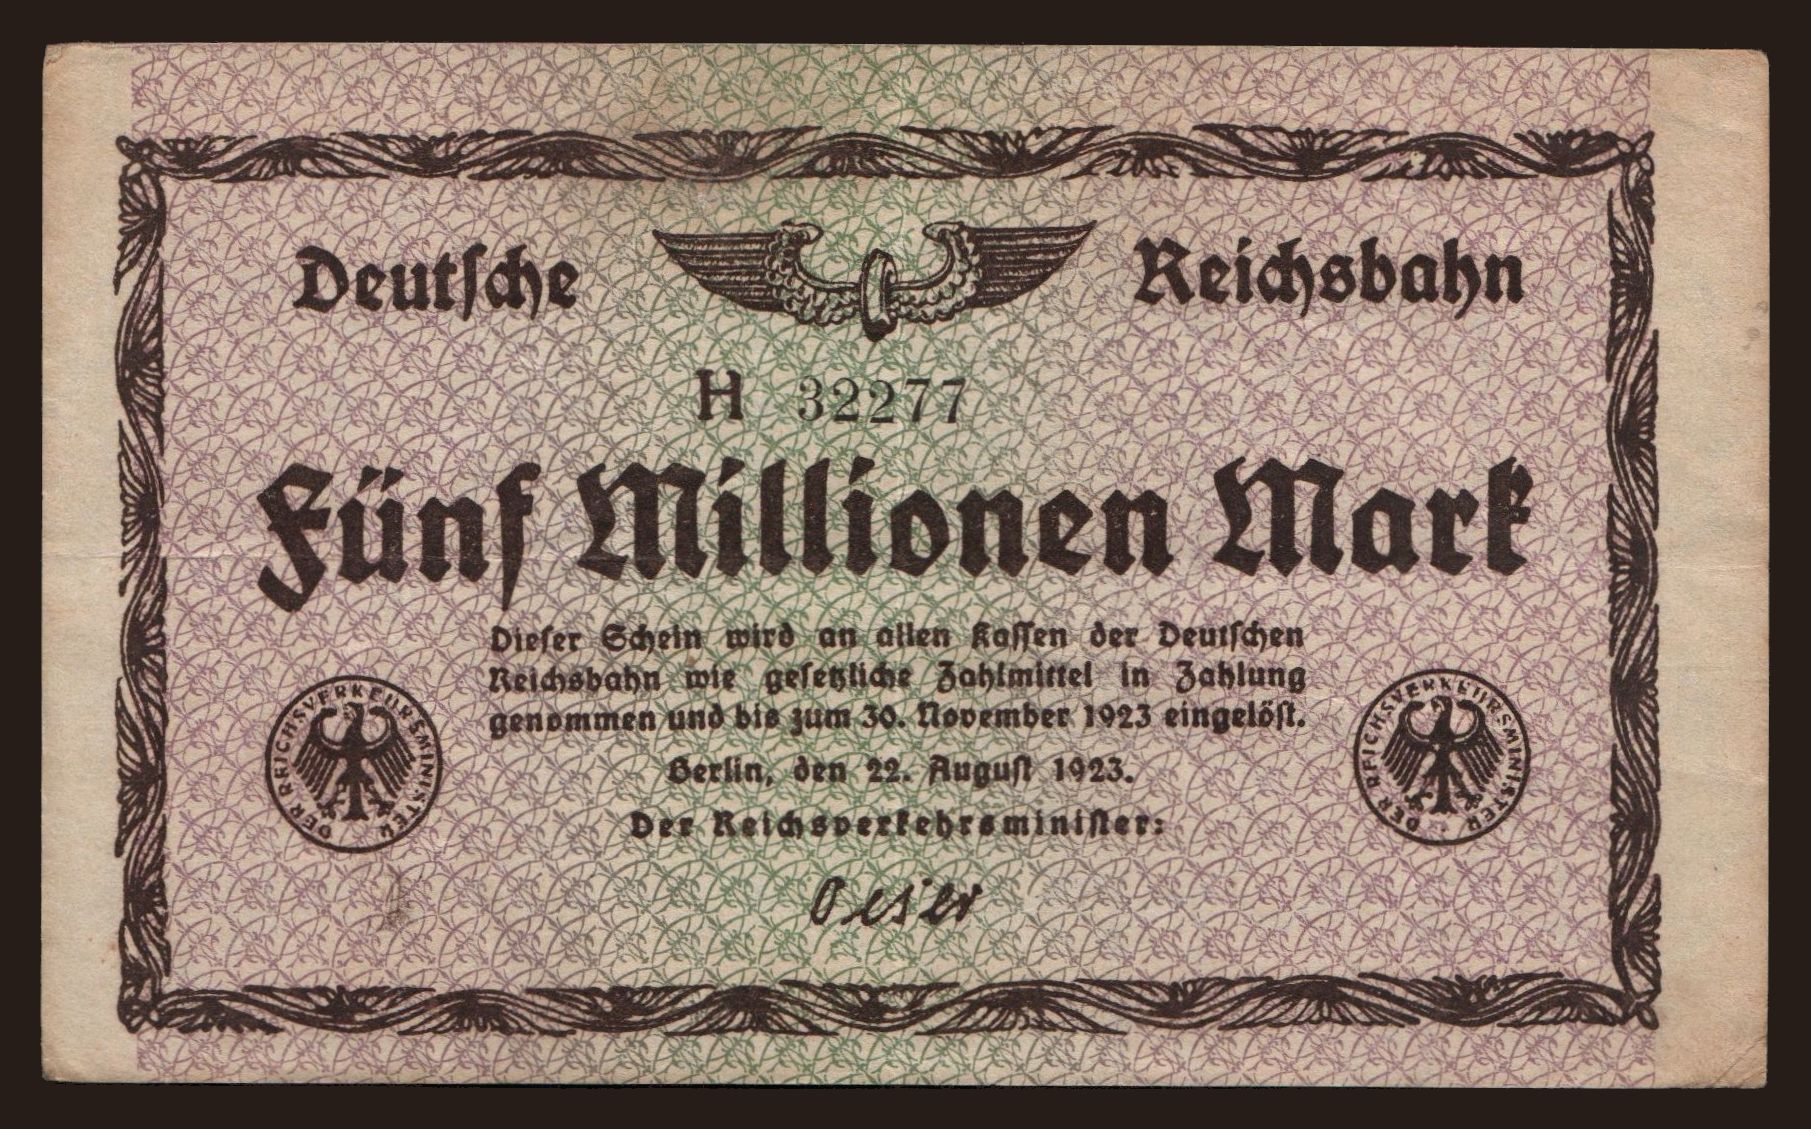 Deutsche Reichsbahn
H 32277
Fünf Millionen Mark
Dieser Schein wird an allen Kassen der Deutschen
Reichsbahn wie gesetzliche Zahlmittel in Zahlung
genommen und bis zum 30. November 1923 eingelöst.
Berlin, den 22. August 1923.
Der Reichsverkehrsminister:
Oeser
DER REICHSVERKEHRSMINISTER
DER REICHSVERKEHRSMINISTER